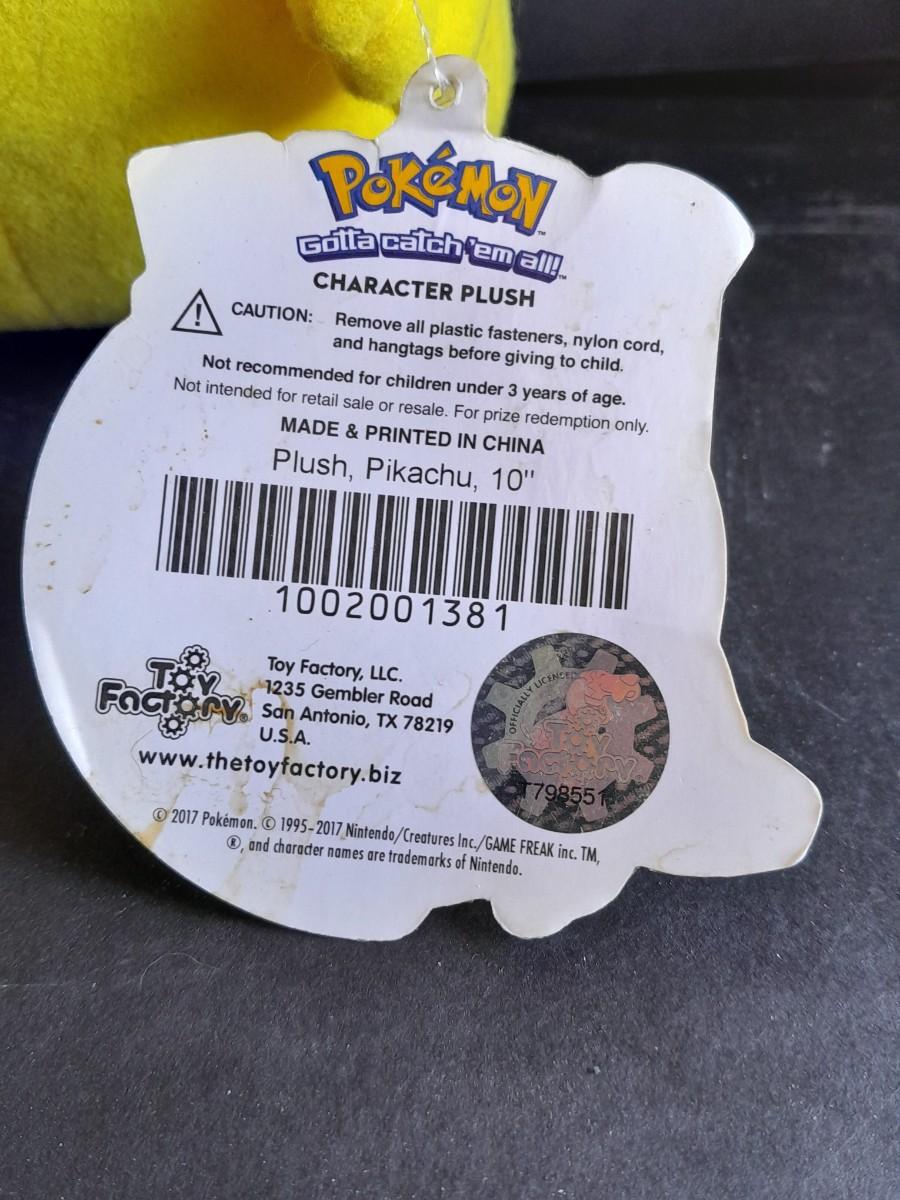 POKéMON™
Gotta catch 'em all!™
CHARACTER PLUSH
! CAUTION: Remove all plastic fasteners, nylon cord,
and hangtags before giving to child.
Not recommended for children under 3 years of age.
Not intended for retail sale or resale. For prize redemption only.
MADE & PRINTED IN CHINA
Plush, Pikachu, 10"
1002001381
TOY
FACTORY®
Toy Factory, LLC.
1235 Gembler Road
San Antonio, TX 78219
U.S.A.
www.thetoyfactory.biz
OFFICIALLY LICENSED
TOY
FACTORY
T798551
© 2017 Pokémon. © 1995-2017 Nintendo/Creatures Inc./GAME FREAK inc. TM,
®, and character names are trademarks of Nintendo.